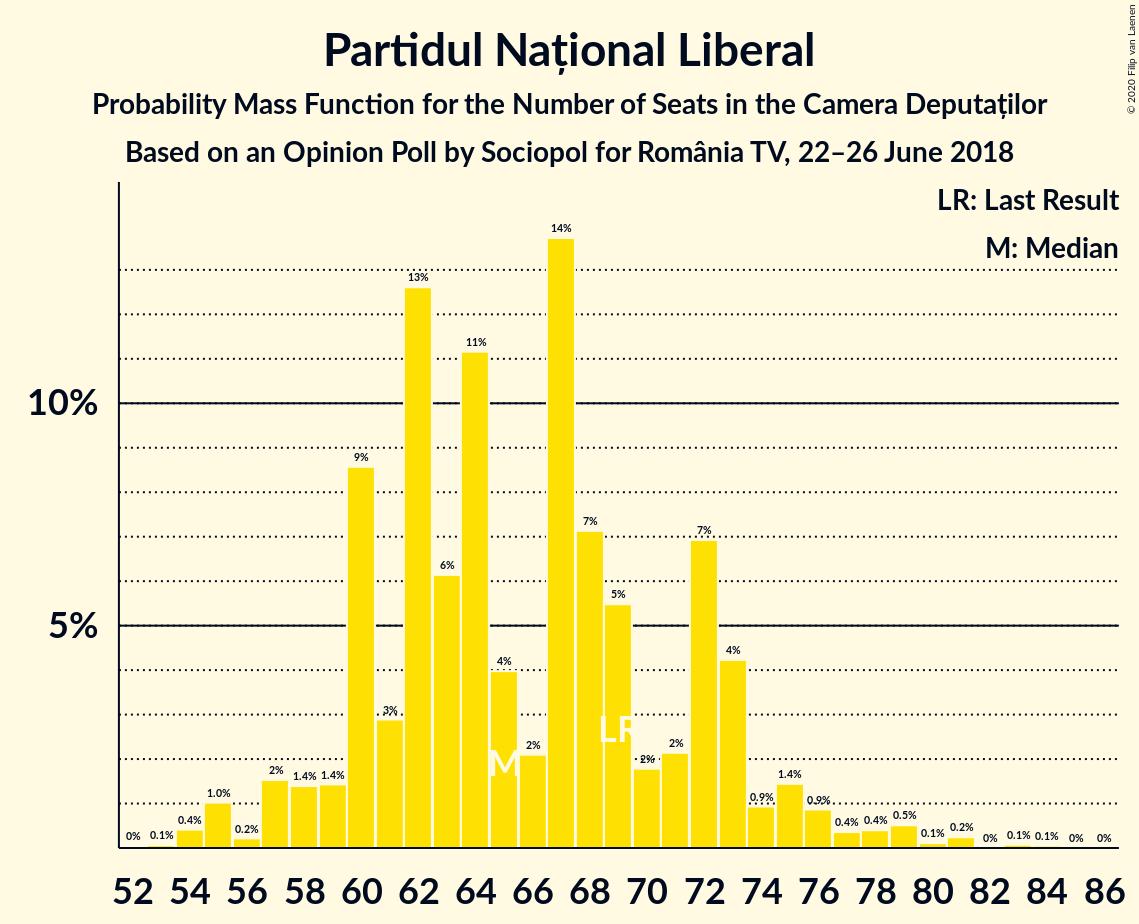 Partidul Național Liberal
Probability Mass Function for the Number of Seats in the Camera Deputaților
Based on an Opinion Poll by Sociopol for România TV, 22–26 June 2018
© 2020 Filip van Laenen
LR: Last Result
M: Median
10%
5%
0% 0.1% 0.4% 1.0% 0.2% 2% 1.4% 1.4% 9% 3% 13% 6% 11% 4% 2% 14% 7% 5% 2% 2% 7% 4% 0.9% 1.4% 0.9% 0.4% 0.4% 0.5% 0.1% 0.2% 0% 0.1% 0.1% 0% 0%
M LR
52 54 56 58 60 62 64 66 68 70 72 74 76 78 80 82 84 86